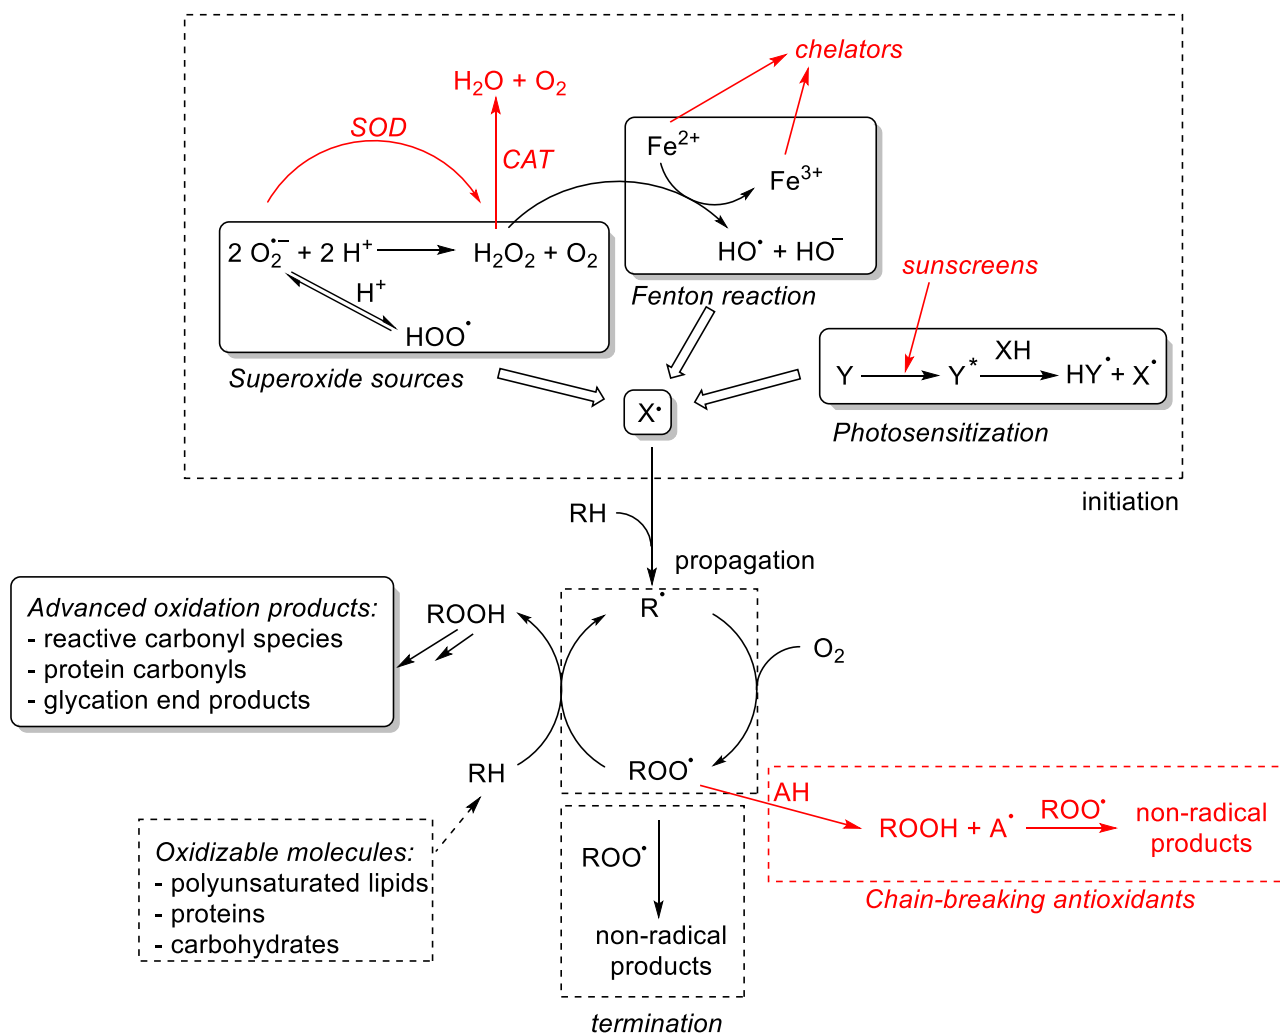 chelators
H₂O + O₂
SOD
CAT
Fe²⁺
Fe³⁺
HO• + HO⁻
Fenton reaction
2 O₂•⁻ + 2 H⁺
H₂O₂ + O₂
H⁺
HOO•
Superoxide sources
sunscreens
Y
Y*
XH
HY• + X•
Photosensitization
X•
initiation
RH
propagation
Advanced oxidation products:
- reactive carbonyl species
- protein carbonyls
- glycation end products
ROOH
R•
O₂
RH
ROO•
Oxidizable molecules:
- polyunsaturated lipids
- proteins
- carbohydrates
ROO•
non-radical
products
termination
AH
ROOH + A•
ROO•
non-radical
products
Chain-breaking antioxidants